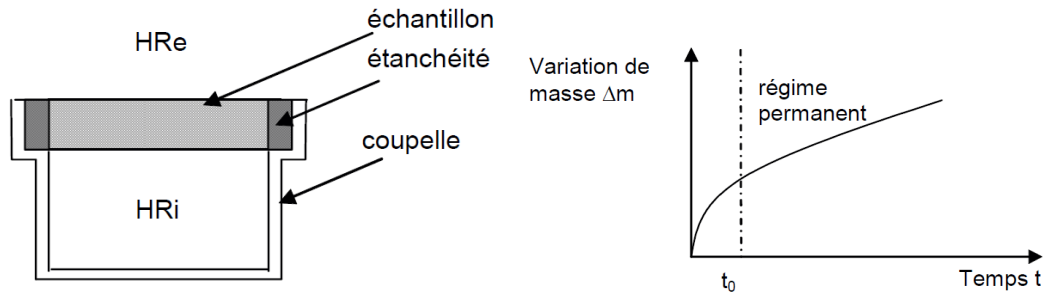 HRe
échantillon
étanchéité
coupelle
HRi
Variation de
masse Δm
régime
permanent
t0
Temps t